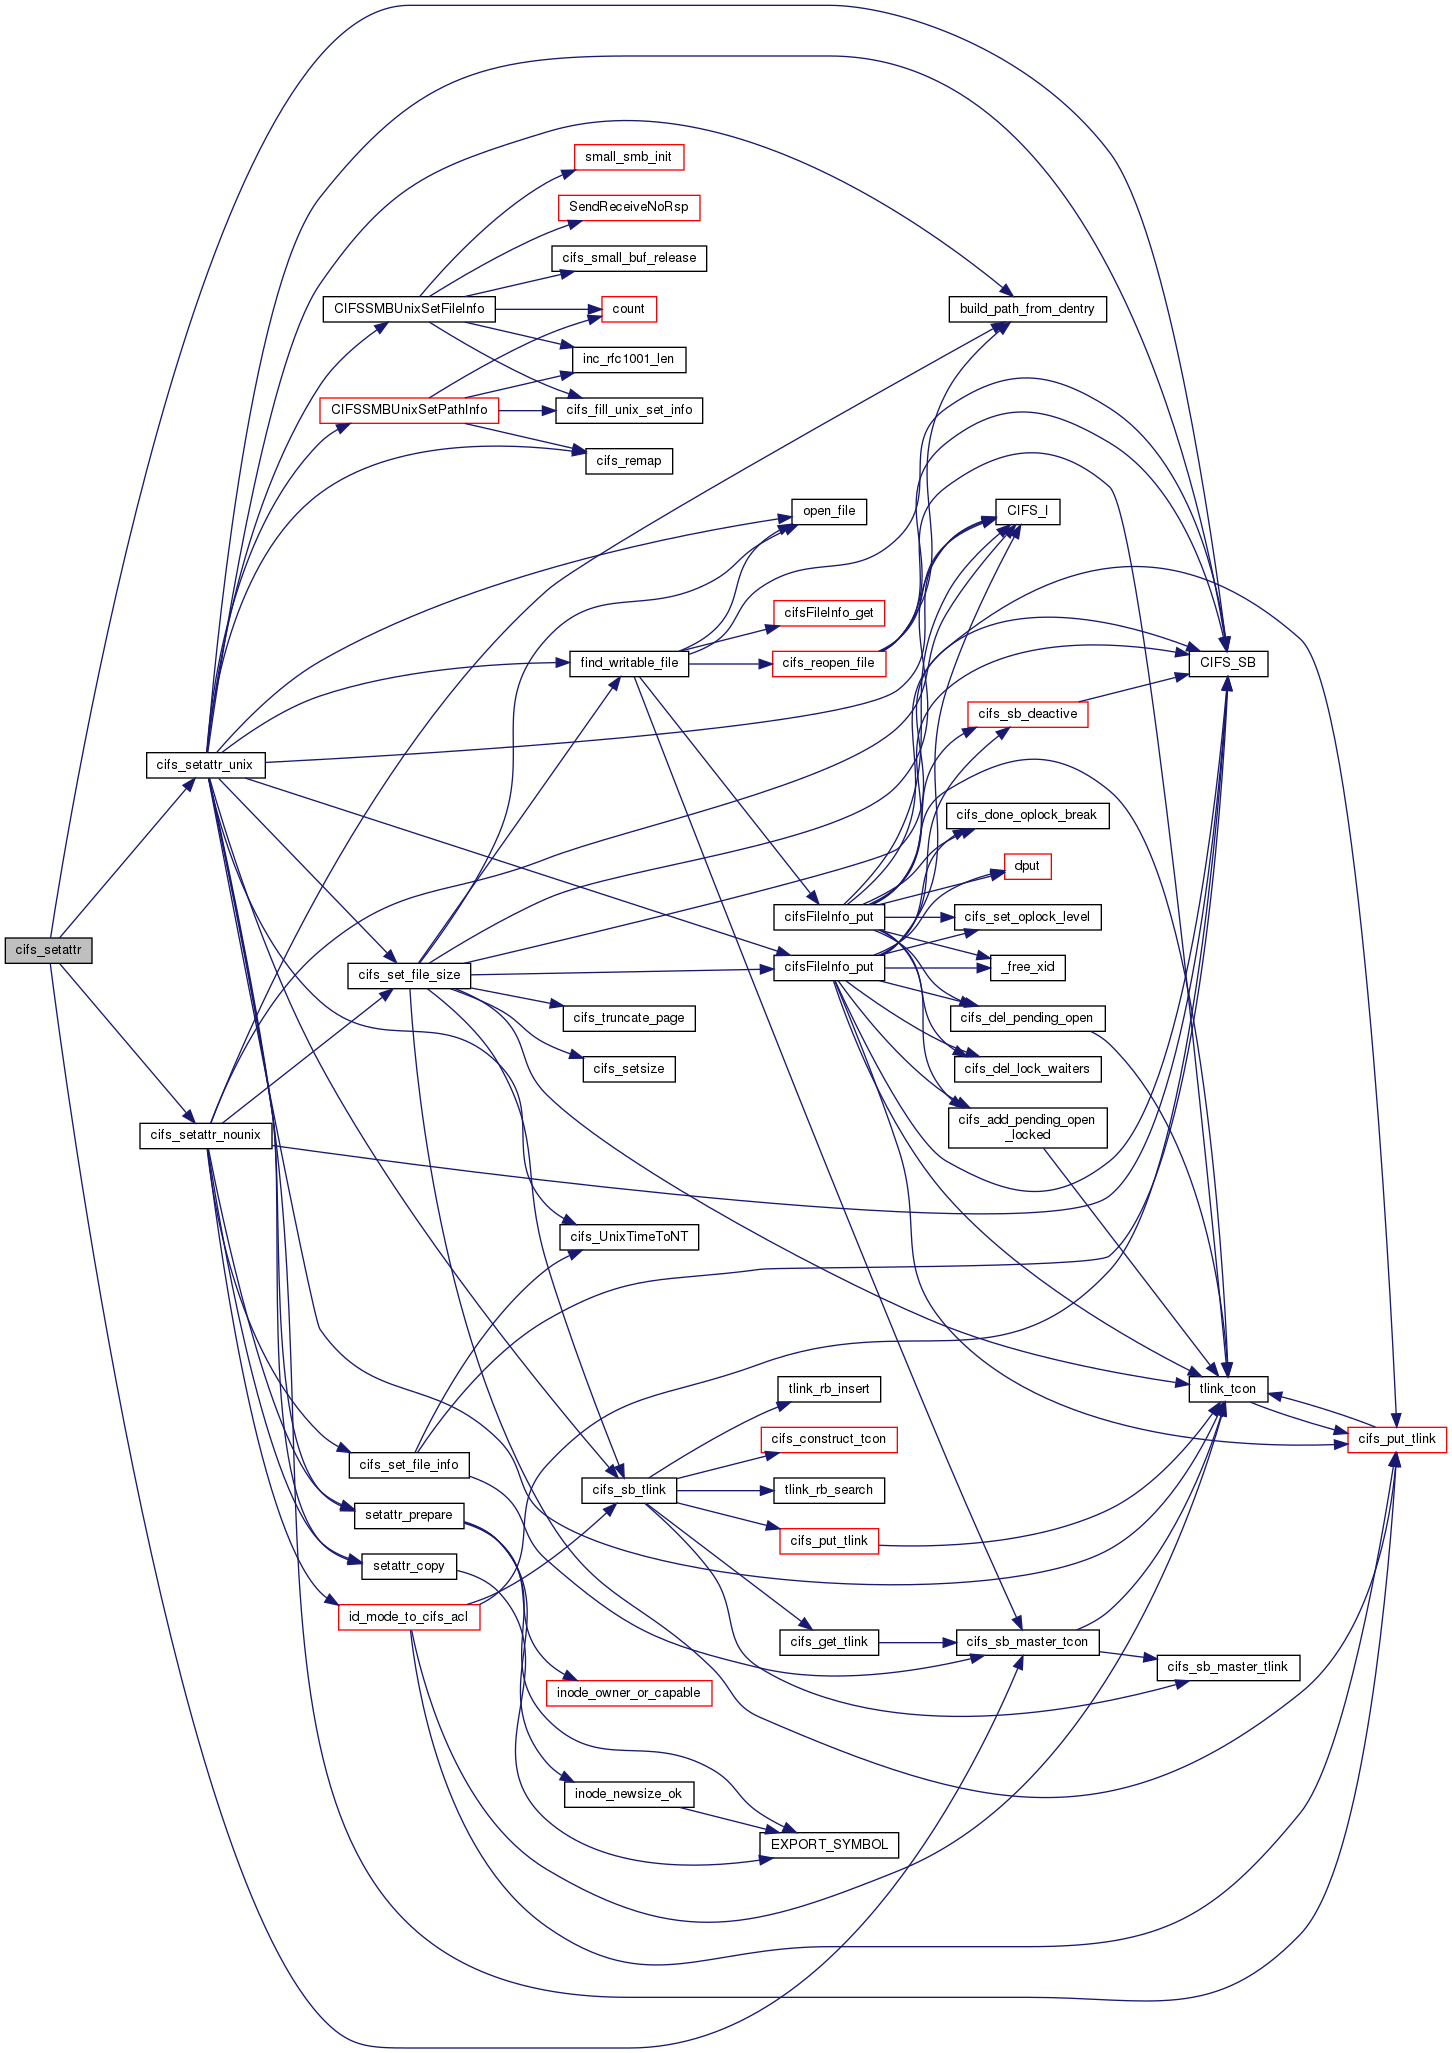 small_smb_init
SendReceiveNoRsp
cifs_small_buf_release
CIFSSMBUnixSetFileInfo
count
build_path_from_dentry
inc_rfc1001_len
CIFSSMBUnixSetPathInfo
cifs_fill_unix_set_info
cifs_remap
open_file
CIFS_I
cifsFileInfo_get
find_writable_file
cifs_reopen_file
CIFS_SB
cifs_sb_deactive
cifs_setattr_unix
cifs_done_oplock_break
dput
cifsFileInfo_put
cifs_set_oplock_level
cifs_setattr
cifs_set_file_size
cifsFileInfo_put
_free_xid
cifs_truncate_page
cifs_del_pending_open
cifs_setsize
cifs_del_lock_waiters
cifs_setattr_nounix
cifs_add_pending_open
_locked
cifs_UnixTimeToNT
tlink_rb_insert
tlink_tcon
cifs_construct_tcon
cifs_put_tlink
cifs_set_file_info
cifs_sb_tlink
tlink_rb_search
setattr_prepare
cifs_put_tlink
setattr_copy
id_mode_to_cifs_acl
cifs_get_tlink
cifs_sb_master_tcon
cifs_sb_master_tlink
inode_owner_or_capable
inode_newsize_ok
EXPORT_SYMBOL